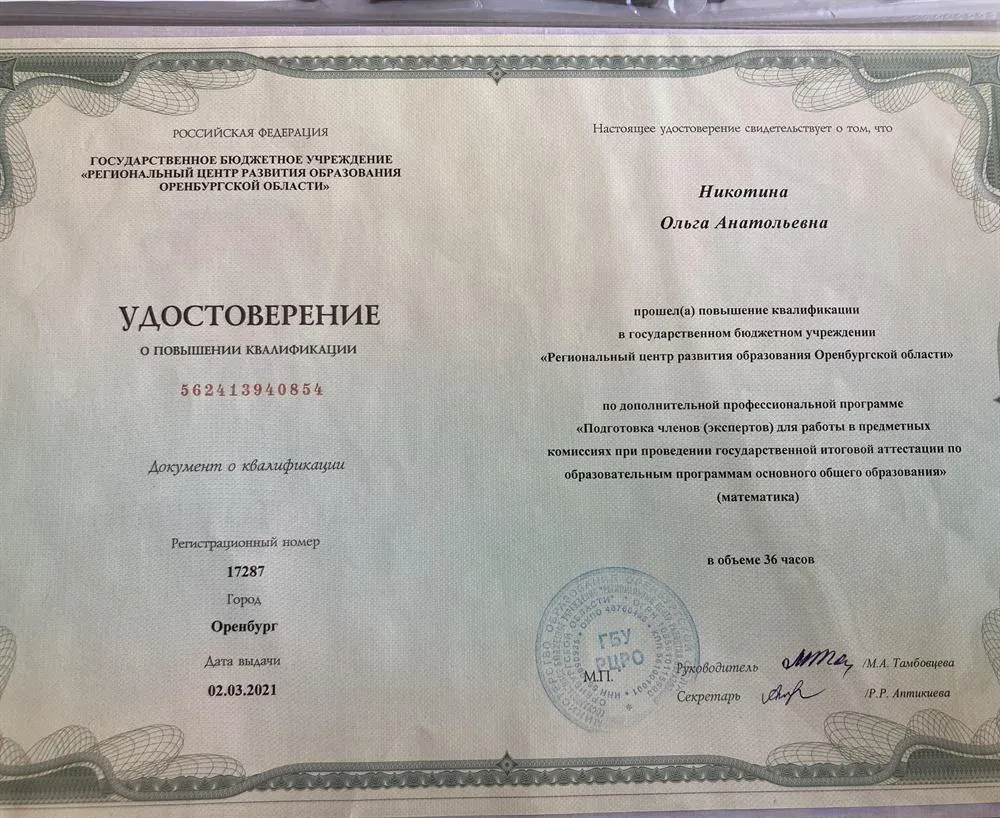 РОССИЙСКАЯ ФЕДЕРАЦИЯ
ГОСУДАРСТВЕННОЕ БЮДЖЕТНОЕ УЧРЕЖДЕНИЕ
«РЕГИОНАЛЬНЫЙ ЦЕНТР РАЗВИТИЯ ОБРАЗОВАНИЯ
ОРЕНБУРГСКОЙ ОБЛАСТИ»
УДОСТОВЕРЕНИЕ
О ПОВЫШЕНИИ КВАЛИФИКАЦИИ
562413940854
Документ о квалификации
Регистрационный номер
17287
Город
Оренбург
Дата выдачи
02.03.2021
Настоящее удостоверение свидетельствует о том, что
Никотина
Ольга Анатольевна
прошел(а) повышение квалификации
в государственном бюджетном учреждении
«Региональный центр развития образования Оренбургской области»
по дополнительной профессиональной программе
«Подготовка членов (экспертов) для работы в предметных
комиссиях при проведении государственной итоговой аттестации по
образовательным программам основного общего образования»
(математика)
в объеме 36 часов
ГБУ
РЦРО
М.П.
Руководитель /М.А. Тамбовцева
Секретарь /Р.Р. Аптикиева